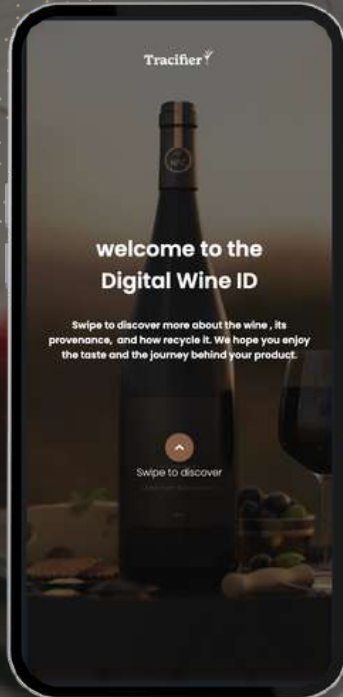 Tracifier
welcome to the
Digital Wine ID
Swipe to discover more about the wine , its
provenance, and how recycle it. We hope you enjoy
the taste and the journey behind your product.
Swipe to discover